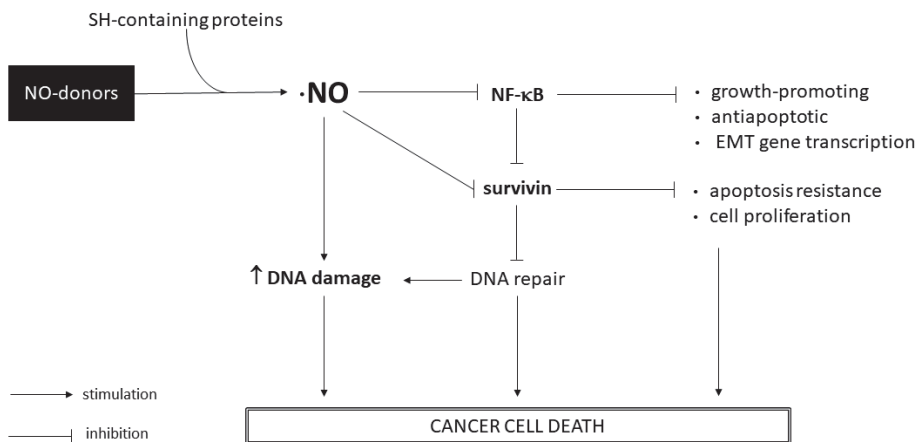 SH-containing proteins
NO-donors
·NO
NF-κB
· growth-promoting
· antiapoptotic
· EMT gene transcription
survivin
· apoptosis resistance
· cell proliferation
↑ DNA damage
DNA repair
stimulation
inhibition
CANCER CELL DEATH